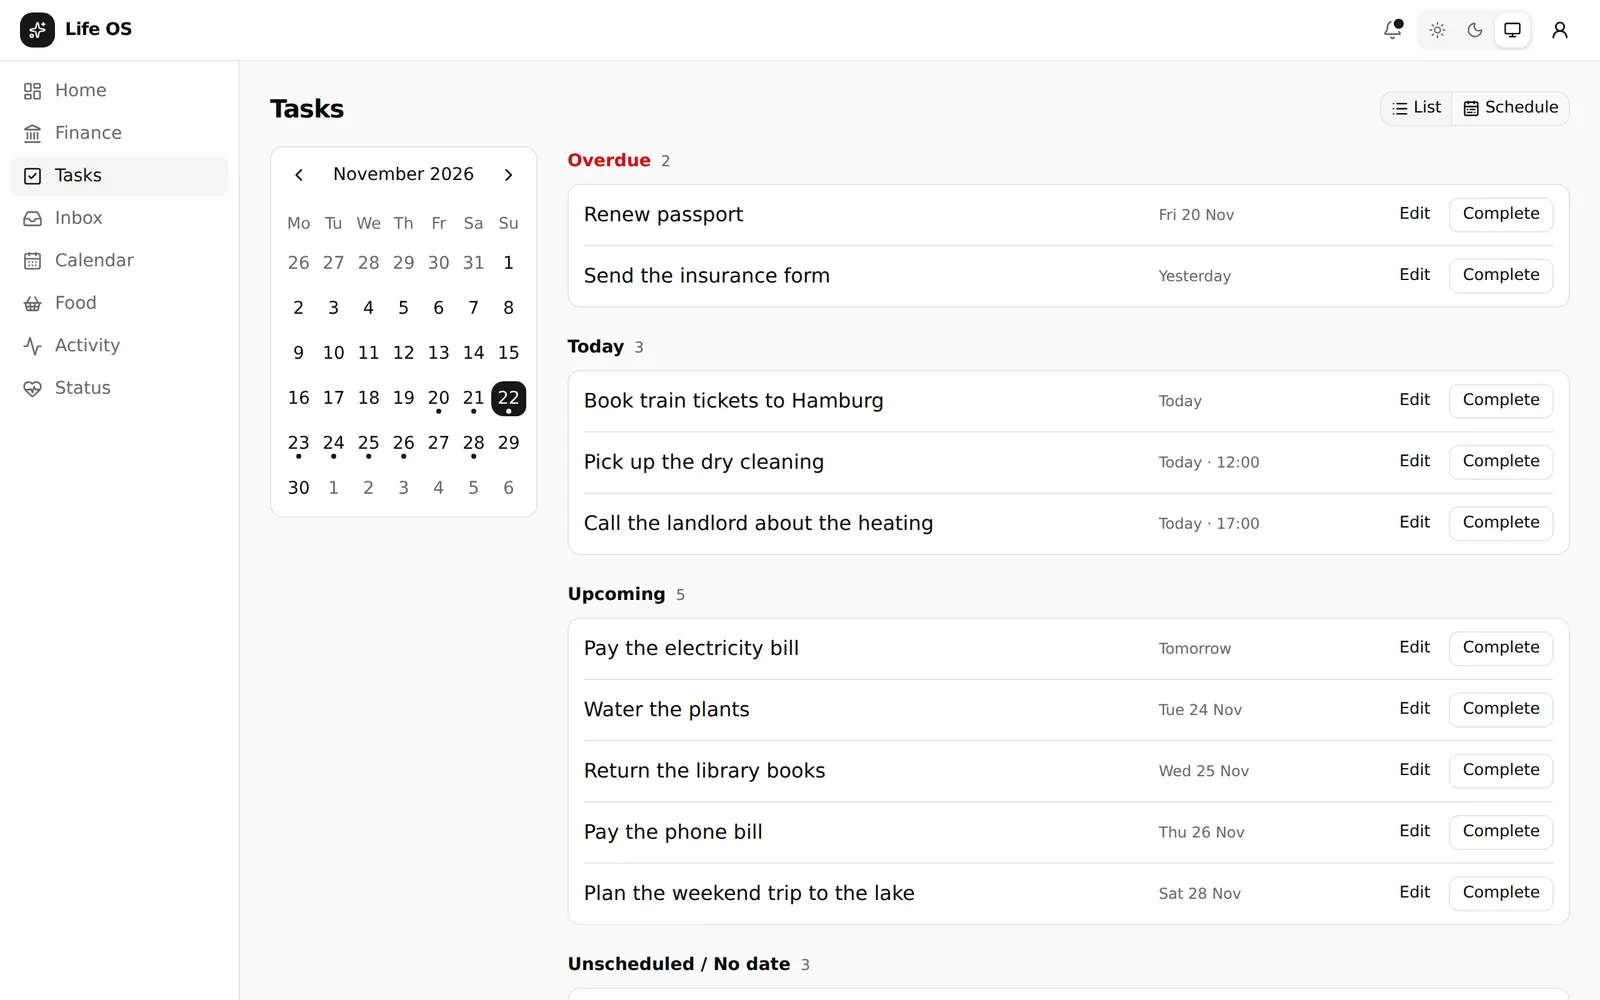 Life OS
Home
Finance
Tasks
Inbox
Calendar
Food
Activity
Status
Tasks
List
Schedule
November 2026
Mo Tu We Th Fr Sa Su
26 27 28 29 30 31 1
2 3 4 5 6 7 8
9 10 11 12 13 14 15
16 17 18 19 20 21 22
23 24 25 26 27 28 29
30 1 2 3 4 5 6
Overdue 2
Renew passport Fri 20 Nov Edit Complete
Send the insurance form Yesterday Edit Complete
Today 3
Book train tickets to Hamburg Today Edit Complete
Pick up the dry cleaning Today · 12:00 Edit Complete
Call the landlord about the heating Today · 17:00 Edit Complete
Upcoming 5
Pay the electricity bill Tomorrow Edit Complete
Water the plants Tue 24 Nov Edit Complete
Return the library books Wed 25 Nov Edit Complete
Pay the phone bill Thu 26 Nov Edit Complete
Plan the weekend trip to the lake Sat 28 Nov Edit Complete
Unscheduled / No date 3